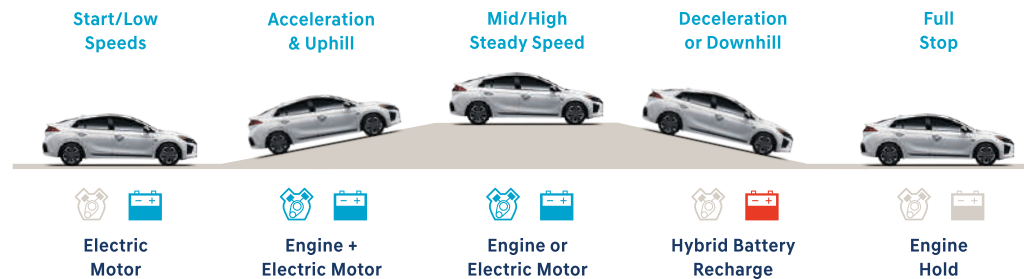 Start/Low
Speeds
Acceleration
& Uphill
Mid/High
Steady Speed
Deceleration
or Downhill
Full
Stop
Electric
Motor
Engine +
Electric Motor
Engine or
Electric Motor
Hybrid Battery
Recharge
Engine
Hold